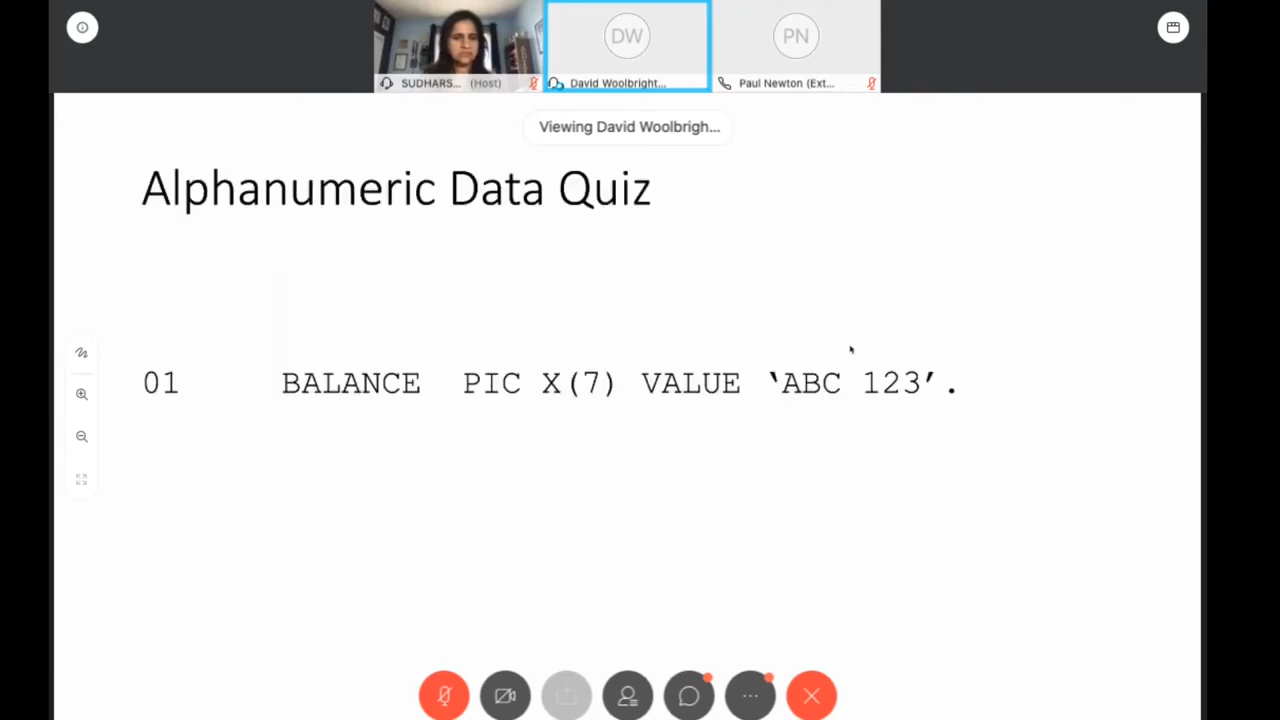 DW
PN
SUDHARS... (Host)
David Woolbright...
Paul Newton (Ext...
Viewing David Woolbrigh...
Alphanumeric Data Quiz
01 BALANCE PIC X(7) VALUE ‘ABC 123’.